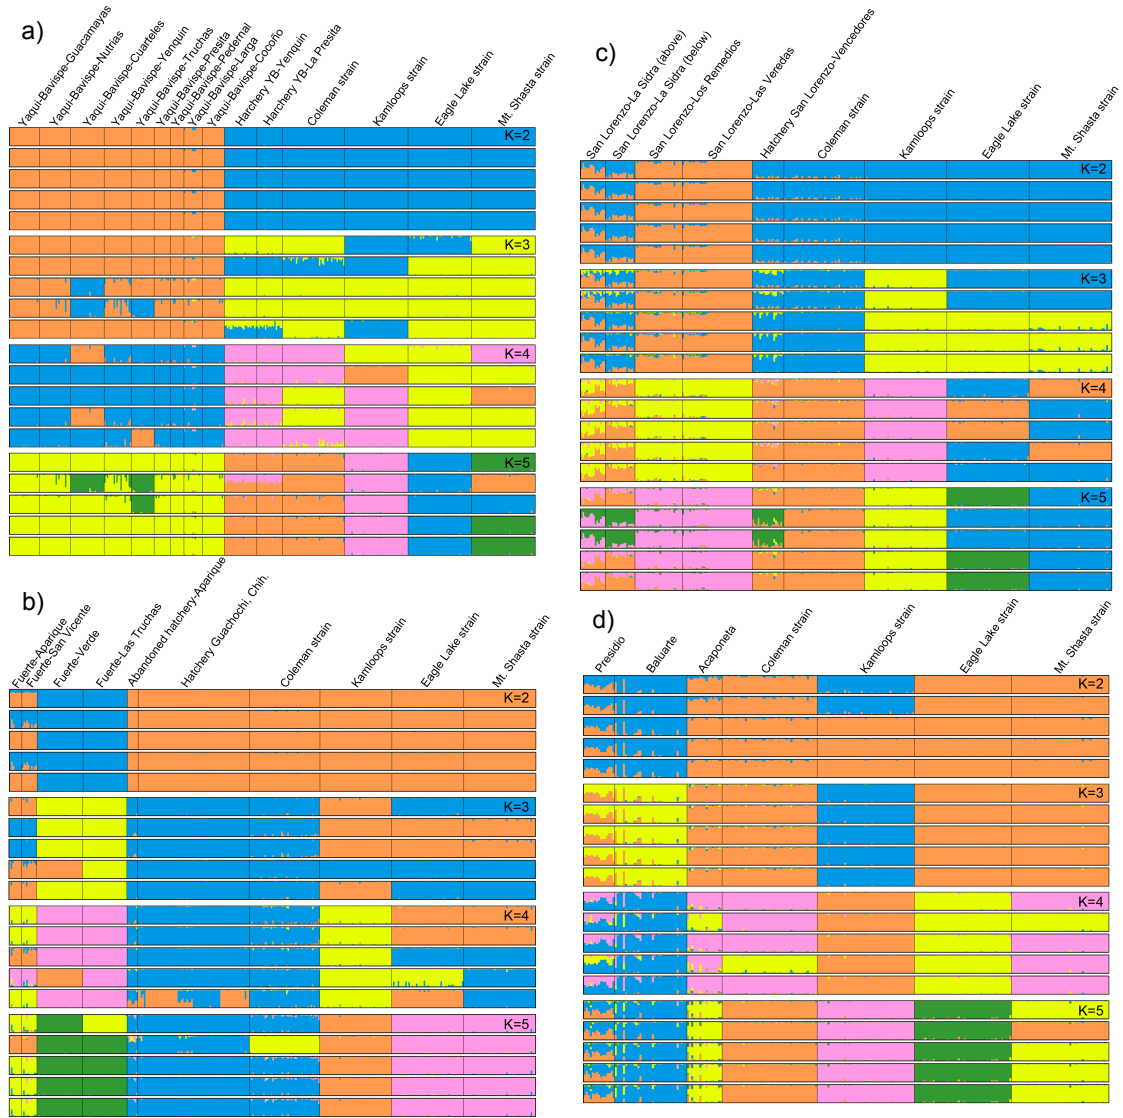 a)
Yaqui-Bavispe-Guacamayas
Yaqui-Bavispe-Nutrias
Yaqui-Bavispe-Cuarteles
Yaqui-Bavispe-Yenquin
Yaqui-Bavispe-Truchas
Yaqui-Bavispe-Presita
Yaqui-Bavispe-Pedernal
Yaqui-Bavispe-Larga
Yaqui-Bavispe-Cocoño
Harchery YB-Yenquin
Harchery YB-La Presita
Coleman strain
Kamloops strain
Eagle Lake strain
Mt. Shasta strain
K=2
K=3
K=4
K=5
b)
Fuerte-Aparique
Fuerte-San Vicente
Fuerte-Verde
Fuerte-Las Truchas
Abandoned hatchery-Aparique
Hatchery Guachochi, Chih.
Coleman strain
Kamloops strain
Eagle Lake strain
Mt. Shasta strain
K=2
K=3
K=4
K=5
c)
San Lorenzo-La Sidra (above)
San Lorenzo-La Sidra (below)
San Lorenzo-Los Remedios
San Lorenzo-Las Veredas
Hatchery San Lorenzo-Vencedores
Coleman strain
Kamloops strain
Eagle Lake strain
Mt. Shasta strain
K=2
K=3
K=4
K=5
d)
Presidio
Baluarte
Acaponeta
Coleman strain
Kamloops strain
Eagle Lake strain
Mt. Shasta strain
K=2
K=3
K=4
K=5